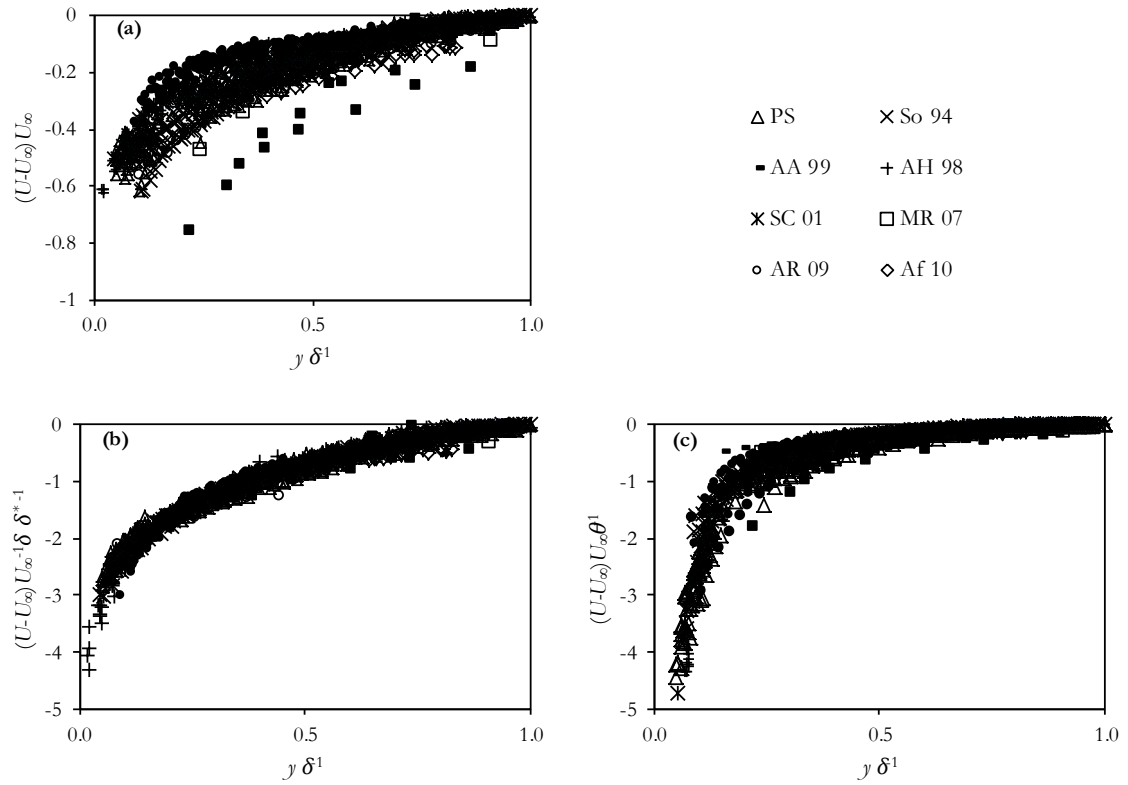 (a)
0
-0.2
-0.4
-0.6
-0.8
-1
0.0 0.5 1.0
(U-U∞) U∞
y δ¹
PS So 94
AA 99 AH 98
SC 01 MR 07
AR 09 Af 10
(b)
0
-1
-2
-3
-4
-5
0.0 0.5 1.0
(U-U∞) U∞⁻¹δ δ* ⁻¹
y δ¹
(c)
0
-1
-2
-3
-4
-5
0.0 0.5 1.0
(U-U∞) U∞θ¹
y δ¹